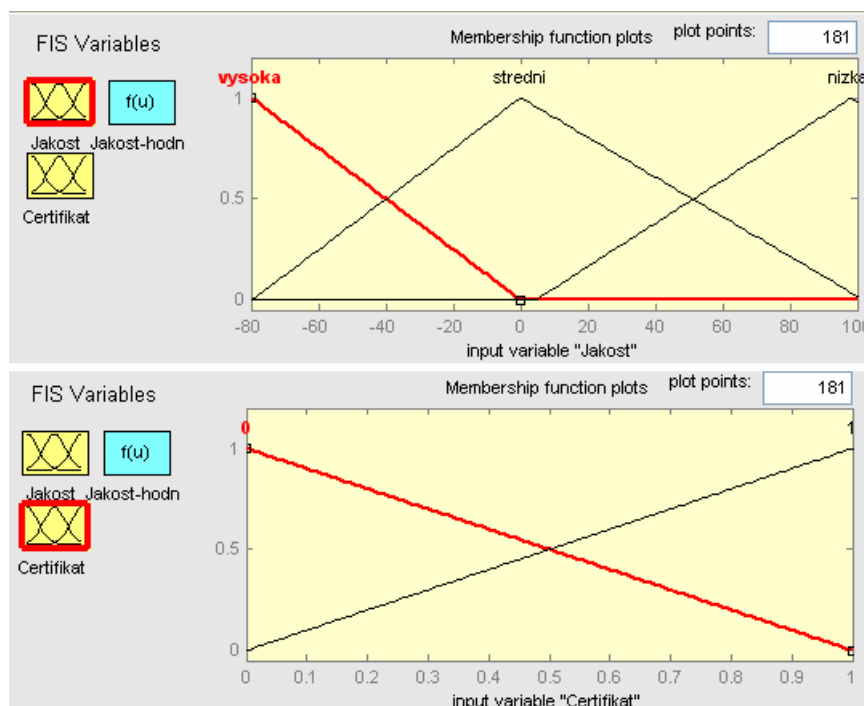 FIS Variables
Membership function plots plot points: 181
f(u)
Jakost Jakost-hodn
Certifikat
vysoka stredni nizka
1
0.5
0
-80 -60 -40 -20 0 20 40 60 80 100
input variable "Jakost"
FIS Variables
Membership function plots plot points: 181
f(u)
Jakost Jakost-hodn
Certifikat
0 1
1
0.5
0
0 0.1 0.2 0.3 0.4 0.5 0.6 0.7 0.8 0.9 1
input variable "Certifikat"